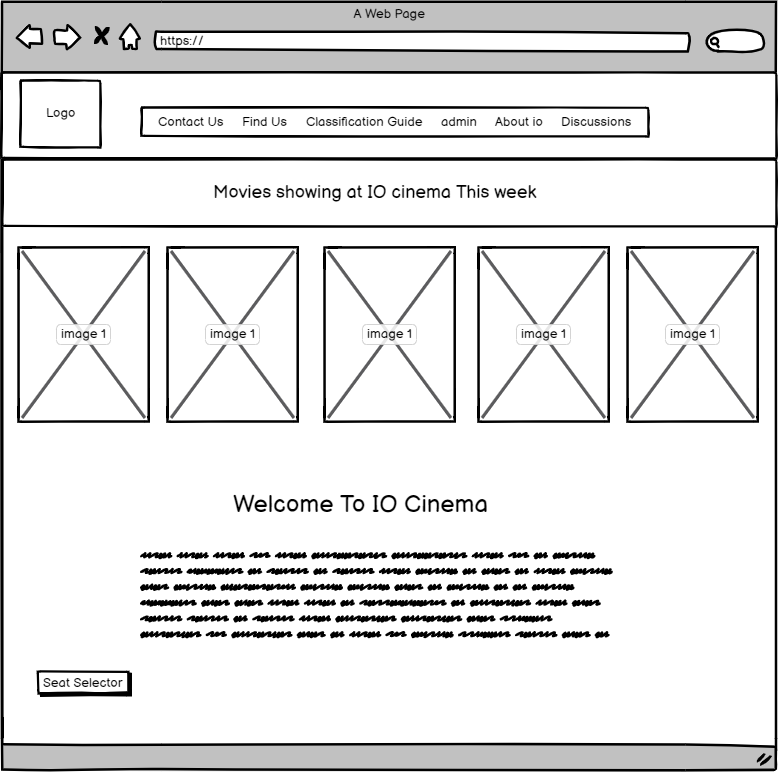 A Web Page
https://
Logo
Contact Us Find Us Classification Guide admin About io Discussions
Movies showing at IO cinema This week
image 1 image 1 image 1 image 1 image 1
Welcome To IO Cinema
Seat Selector